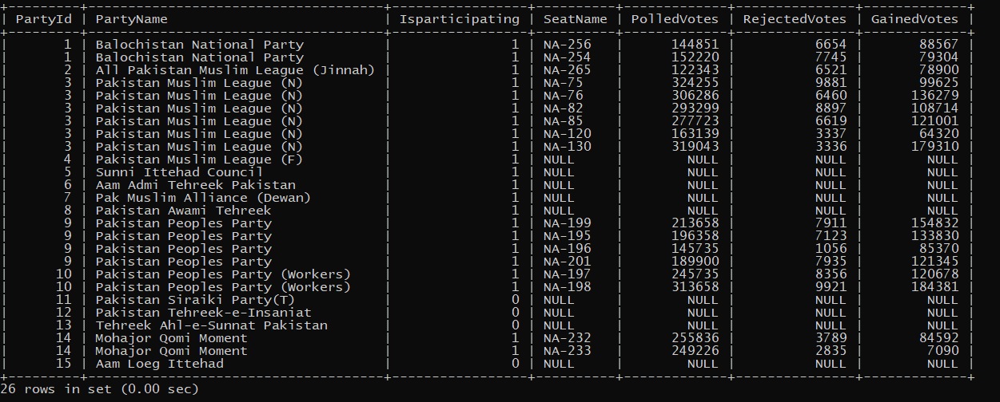 +---------+-------------------------------------+-----------------+----------+-------------+---------------+-------------+
| PartyId | PartyName                           | Isparticipating | SeatName | PolledVotes | RejectedVotes | GainedVotes |
+---------+-------------------------------------+-----------------+----------+-------------+---------------+-------------+
|       1 | Balochistan National Party          |               1 | NA-256   |      144851 |          6654 |       88567 |
|       1 | Balochistan National Party          |               1 | NA-254   |      152220 |          7745 |       79304 |
|       2 | All Pakistan Muslim League (Jinnah) |               1 | NA-265   |      122343 |          6521 |       78900 |
|       3 | Pakistan Muslim League (N)          |               1 | NA-75    |      324255 |          9881 |       99625 |
|       3 | Pakistan Muslim League (N)          |               1 | NA-76    |      306286 |          6460 |      136279 |
|       3 | Pakistan Muslim League (N)          |               1 | NA-82    |      293299 |          8897 |      108714 |
|       3 | Pakistan Muslim League (N)          |               1 | NA-85    |      277723 |          6619 |      121001 |
|       3 | Pakistan Muslim League (N)          |               1 | NA-120   |      163139 |          3337 |       64320 |
|       3 | Pakistan Muslim League (N)          |               1 | NA-130   |      319043 |          3336 |      179310 |
|       4 | Pakistan Muslim League (F)          |               1 | NULL     |        NULL |          NULL |        NULL |
|       5 | Sunni Ittehad Council               |               1 | NULL     |        NULL |          NULL |        NULL |
|       6 | Aam Admi Tehreek Pakistan           |               1 | NULL     |        NULL |          NULL |        NULL |
|       7 | Pak Muslim Alliance (Dewan)         |               1 | NULL     |        NULL |          NULL |        NULL |
|       8 | Pakistan Awami Tehreek              |               1 | NULL     |        NULL |          NULL |        NULL |
|       9 | Pakistan Peoples Party              |               1 | NA-199   |      213658 |          7911 |      154832 |
|       9 | Pakistan Peoples Party              |               1 | NA-195   |      196358 |          7123 |      133830 |
|       9 | Pakistan Peoples Party              |               1 | NA-196   |      145735 |          1056 |       85370 |
|       9 | Pakistan Peoples Party              |               1 | NA-201   |      189900 |          7935 |      121345 |
|      10 | Pakistan Peoples Party (Workers)    |               1 | NA-197   |      245735 |          8356 |      120678 |
|      10 | Pakistan Peoples Party (Workers)    |               1 | NA-198   |      313658 |          9921 |      184381 |
|      11 | Pakistan Siraiki Party(T)           |               0 | NULL     |        NULL |          NULL |        NULL |
|      12 | Pakistan Tehreek-e-Insaniat         |               0 | NULL     |        NULL |          NULL |        NULL |
|      13 | Tehreek Ahl-e-Sunnat Pakistan       |               0 | NULL     |        NULL |          NULL |        NULL |
|      14 | Mohajor Qomi Moment                 |               1 | NA-232   |      255836 |          3789 |       84592 |
|      14 | Mohajor Qomi Moment                 |               1 | NA-233   |      249226 |          2835 |        7090 |
|      15 | Aam Loeg Ittehad                    |               0 | NULL     |        NULL |          NULL |        NULL |
+---------+-------------------------------------+-----------------+----------+-------------+---------------+-------------+
26 rows in set (0.00 sec)